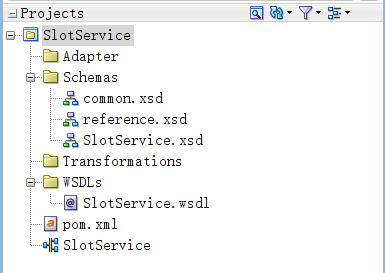 Projects
SlotService
Adapter
Schemas
common.xsd
reference.xsd
SlotService.xsd
Transformations
WSDLs
SlotService.wsdl
pom.xml
SlotService